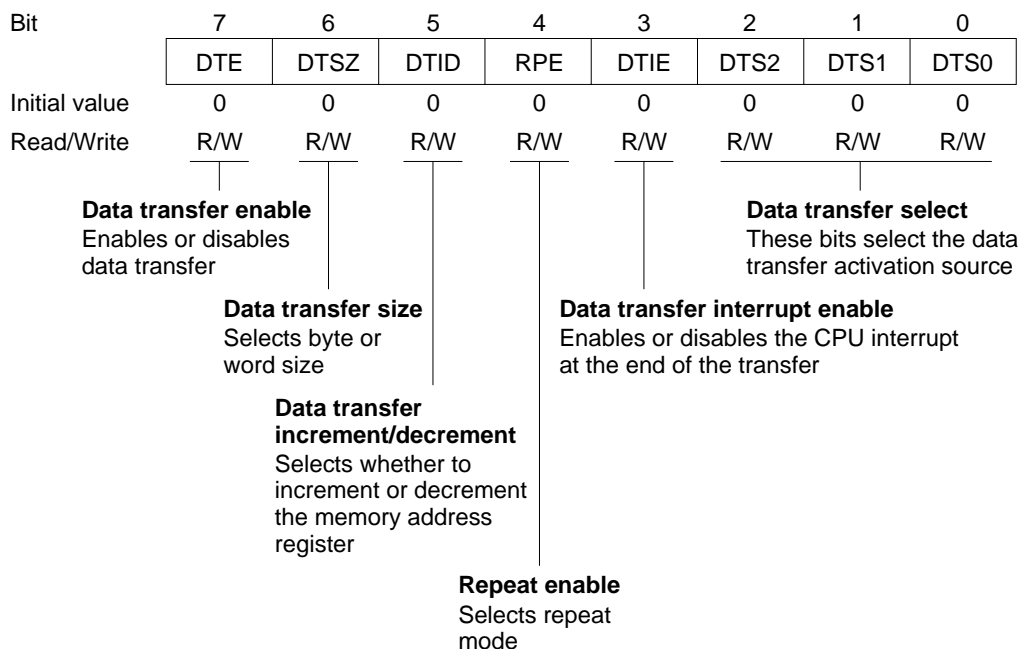 Bit 7 6 5 4 3 2 1 0
DTE DTSZ DTID RPE DTIE DTS2 DTS1 DTS0
Initial value 0 0 0 0 0 0 0 0
Read/Write R/W R/W R/W R/W R/W R/W R/W R/W
Data transfer enable
Enables or disables
data transfer
Data transfer select
These bits select the data
transfer activation source
Data transfer size
Selects byte or
word size
Data transfer interrupt enable
Enables or disables the CPU interrupt
at the end of the transfer
Data transfer
increment/decrement
Selects whether to
increment or decrement
the memory address
register
Repeat enable
Selects repeat
mode